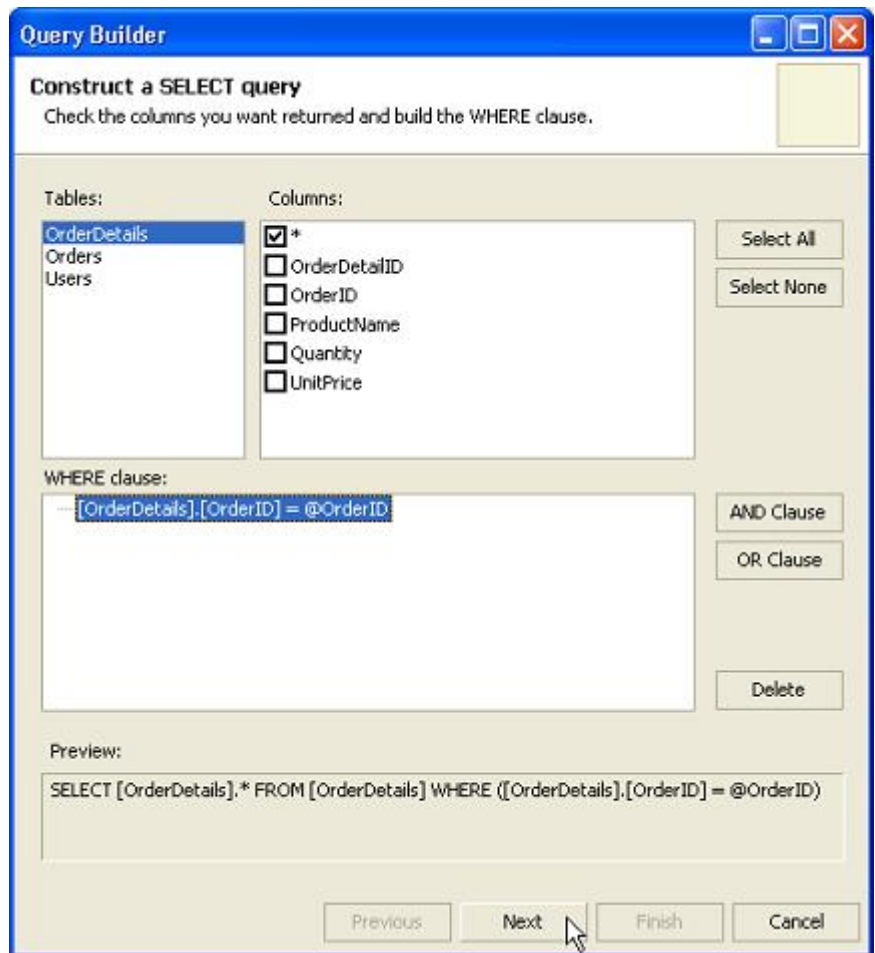 Query Builder
Construct a SELECT query
Check the columns you want returned and build the WHERE clause.
Tables:
Columns:
OrderDetails
Orders
Users
*
OrderDetailID
OrderID
ProductName
Quantity
UnitPrice
Select All
Select None
WHERE clause:
[OrderDetails].[OrderID] = @OrderID
AND Clause
OR Clause
Delete
Preview:
SELECT [OrderDetails].* FROM [OrderDetails] WHERE ([OrderDetails].[OrderID] = @OrderID)
Previous Next Finish Cancel